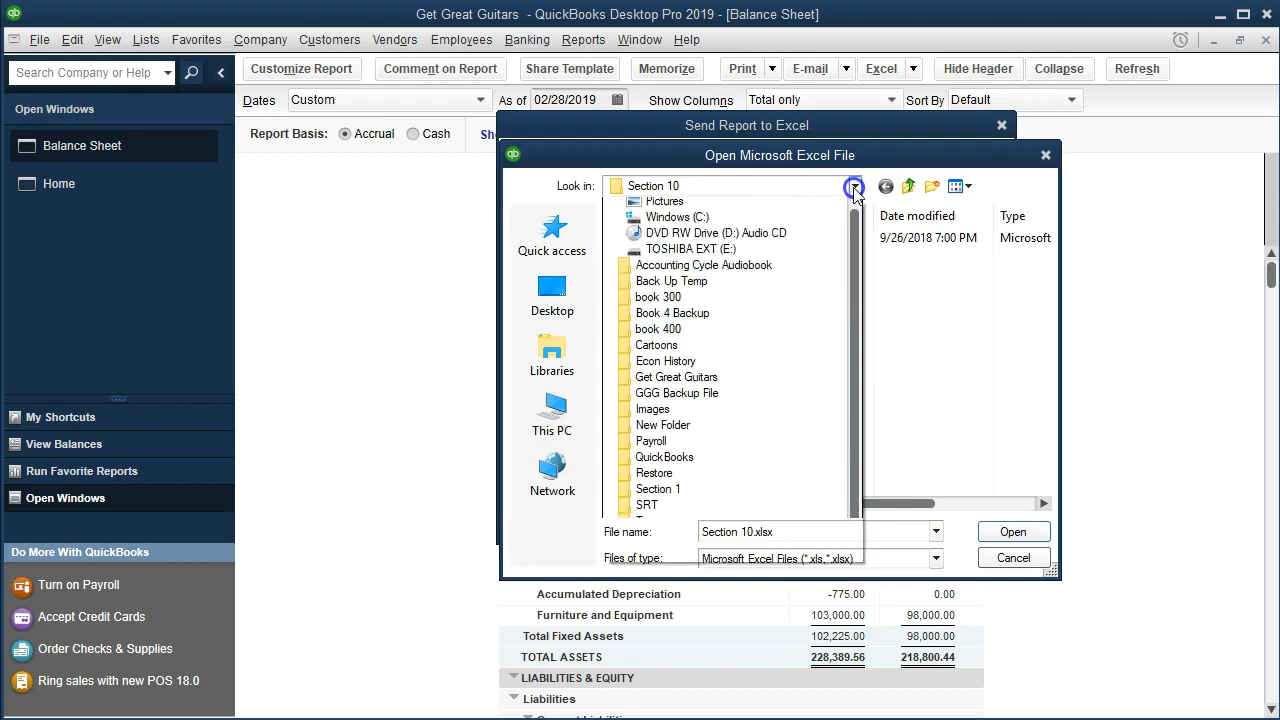 Get Great Guitars - QuickBooks Desktop Pro 2019 - [Balance Sheet]
File Edit View Lists Favorites Company Customers Vendors Employees Banking Reports Window Help
Search Company or Help
Customize Report Comment on Report Share Template Memorize Print E-mail Excel Hide Header Collapse Refresh
Open Windows
Dates Custom As of 02/28/2019 Show Columns Total only Sort By Default
Report Basis: Accrual Cash
Send Report to Excel
Balance Sheet
Home
Open Microsoft Excel File
Look in: Section 10
Date modified Type
9/26/2018 7:00 PM Microsoft
Quick access
Desktop
Libraries
This PC
Network
Pictures
Windows (C:)
DVD RW Drive (D:) Audio CD
TOSHIBA EXT (E:)
Accounting Cycle Audiobook
Back Up Temp
book 300
Book 4 Backup
book 400
Cartoons
Econ History
Get Great Guitars
GGG Backup File
Images
New Folder
Payroll
QuickBooks
Restore
Section 1
SRT
File name: Section 10.xlsx Open
Files of type: Microsoft Excel Files (*.xls,*.xlsx) Cancel
My Shortcuts
View Balances
Run Favorite Reports
Open Windows
Do More With QuickBooks
Turn on Payroll
Accept Credit Cards
Order Checks & Supplies
Ring sales with new POS 18.0
Accumulated Depreciation -775.00 0.00
Furniture and Equipment 103,000.00 98,000.00
Total Fixed Assets 102,225.00 98,000.00
TOTAL ASSETS 228,389.56 218,800.44
LIABILITIES & EQUITY
Liabilities